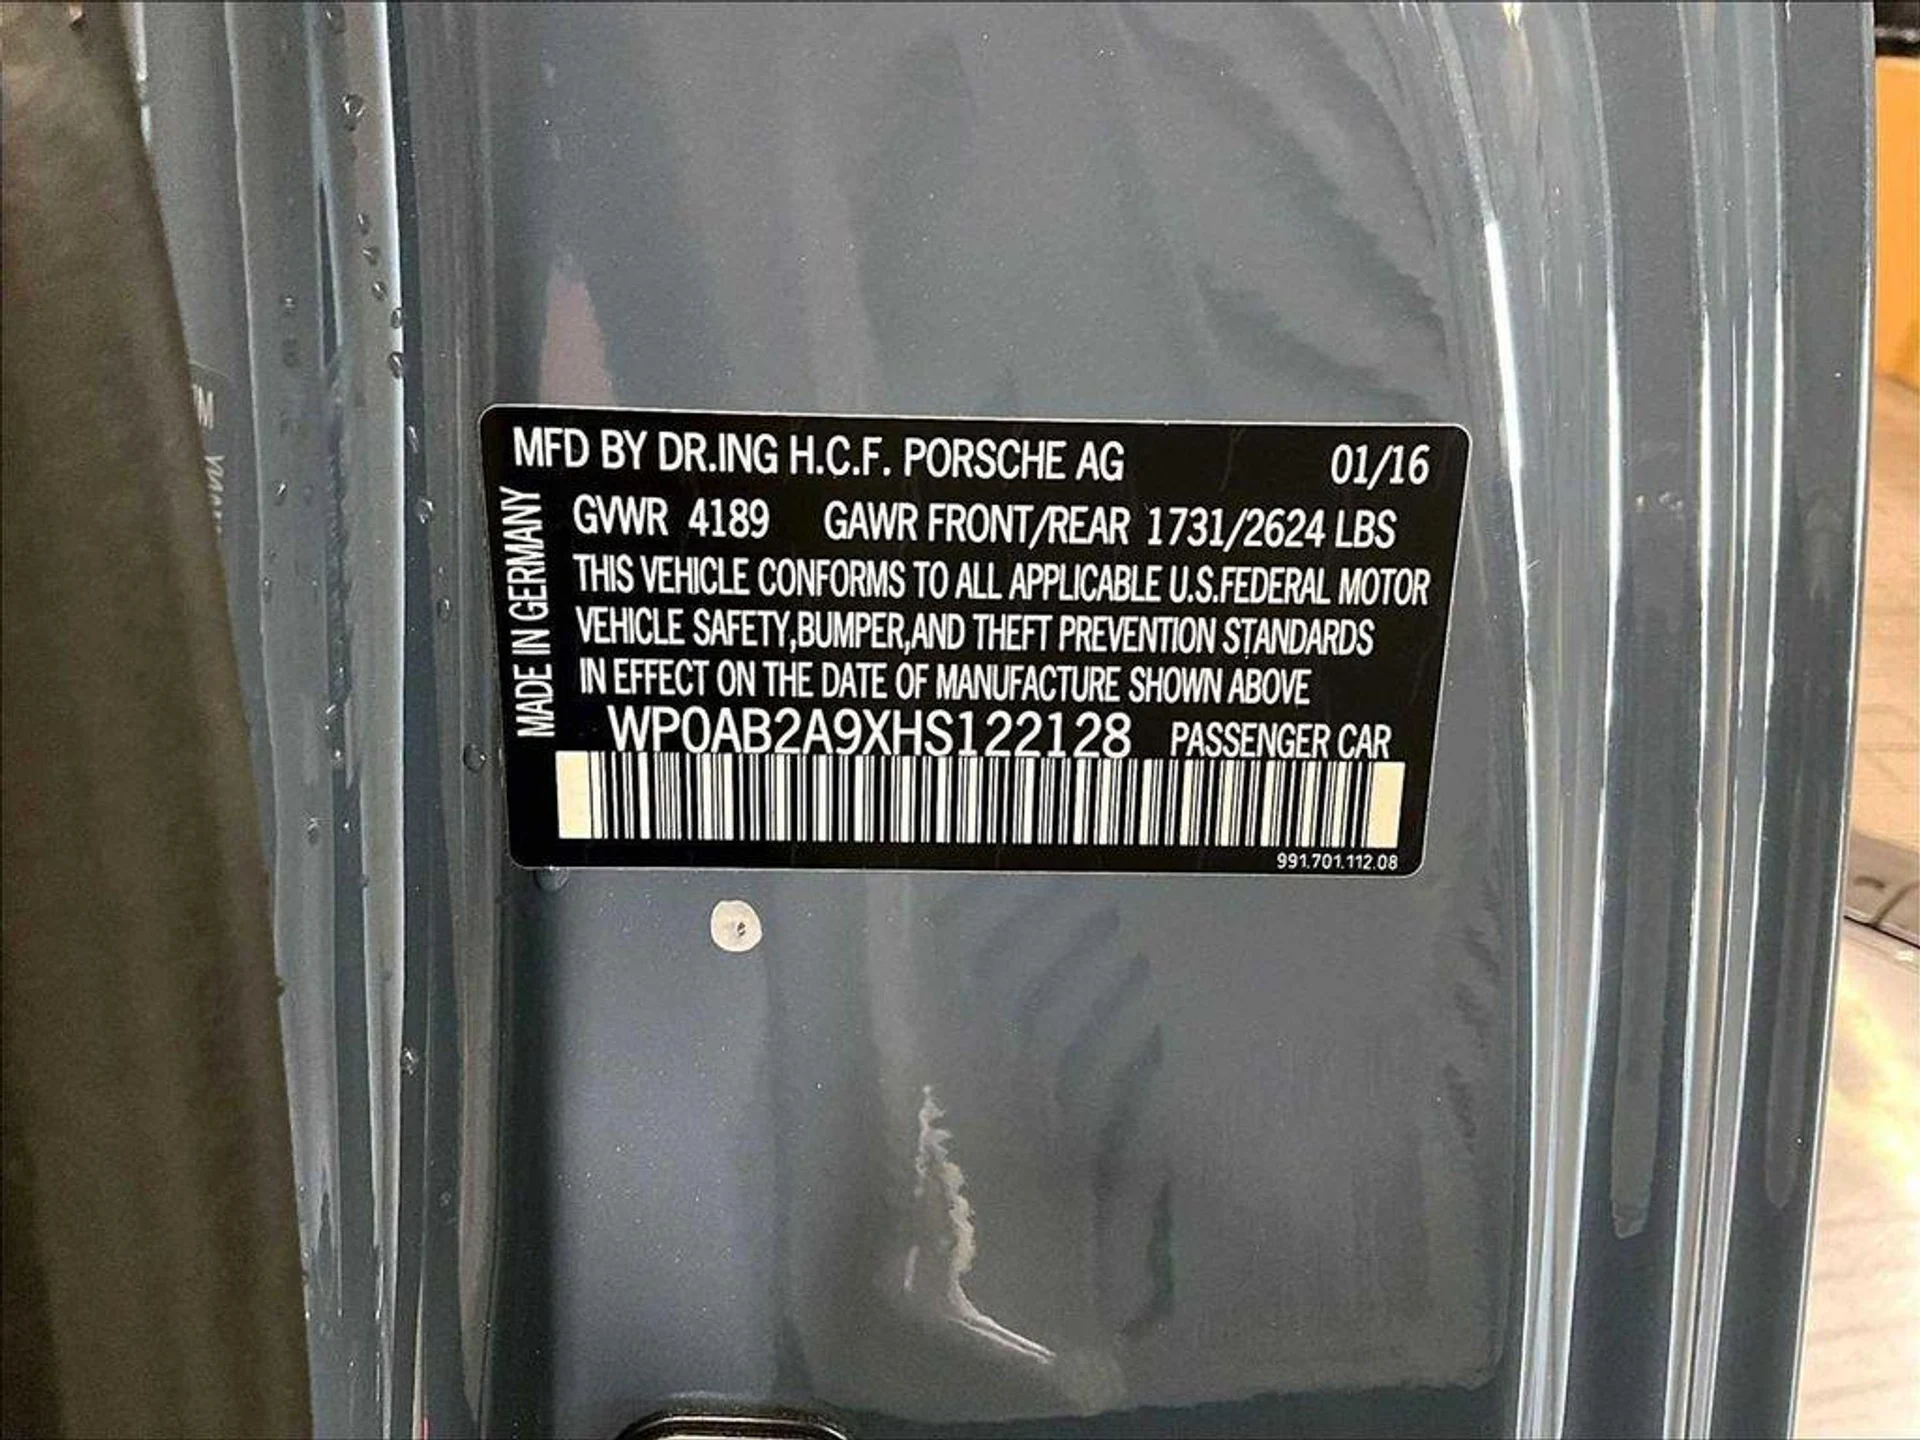 MFD BY DR.ING H.C.F. PORSCHE AG 01/16
GVWR 4189 GAWR FRONT/REAR 1731/2624 LBS
THIS VEHICLE CONFORMS TO ALL APPLICABLE U.S.FEDERAL MOTOR
VEHICLE SAFETY,BUMPER,AND THEFT PREVENTION STANDARDS
IN EFFECT ON THE DATE OF MANUFACTURE SHOWN ABOVE
MADE IN GERMANY
WP0AB2A9XHS122128 PASSENGER CAR
991.701.112.08